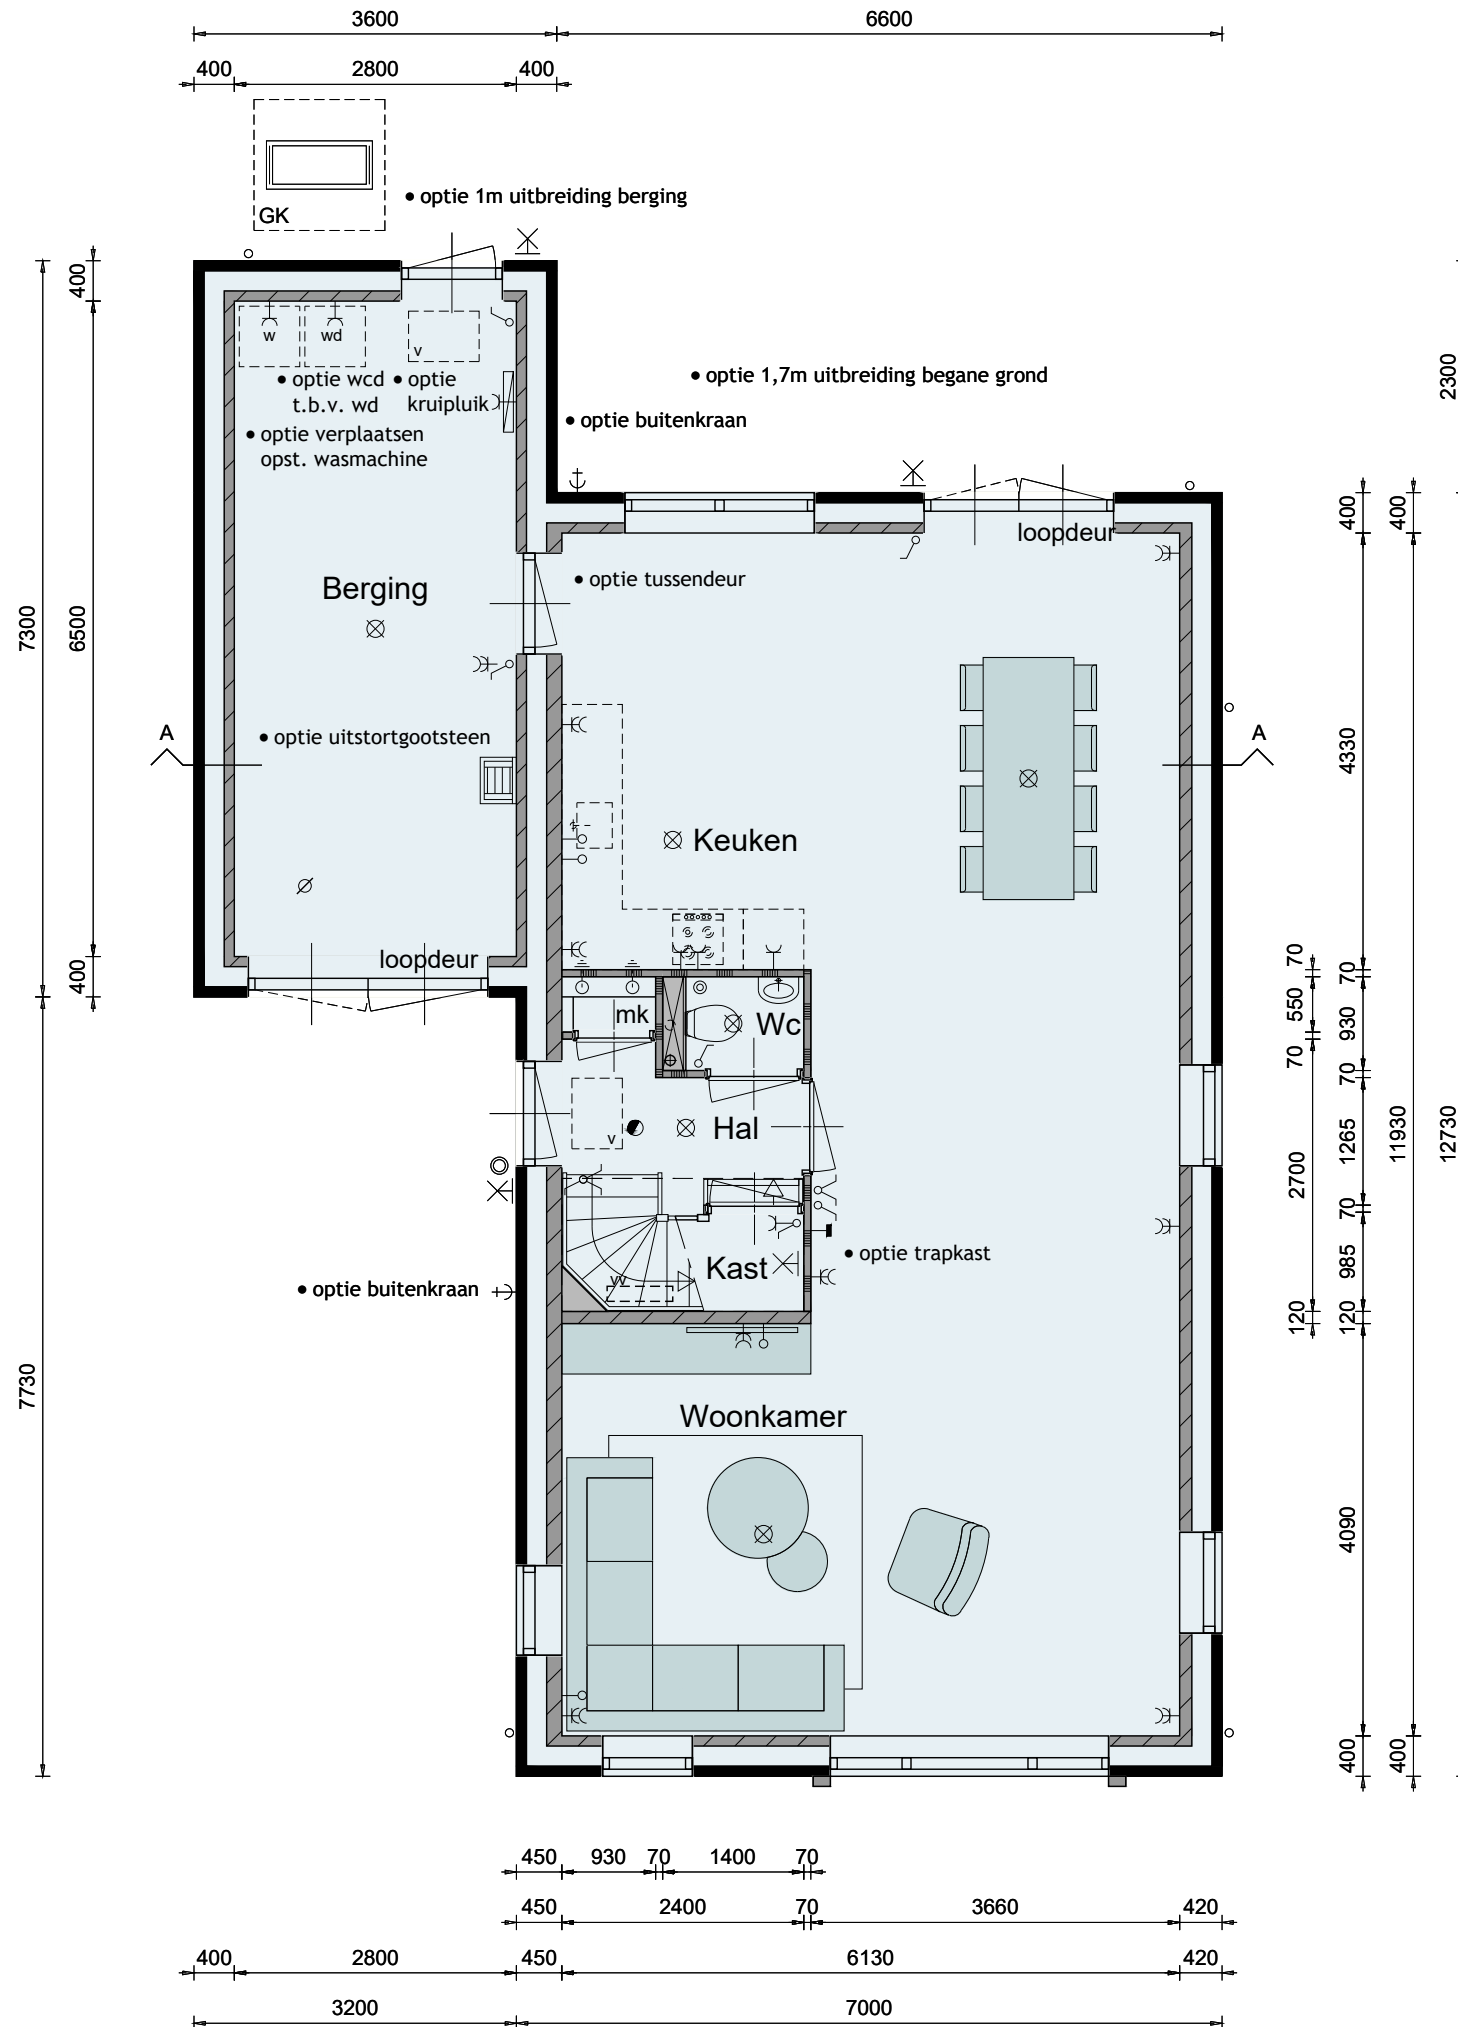 3600
6600
400
2800
400
• optie 1m uitbreiding berging
GK
400
w
wd
v
2300
• optie 1,7m uitbreiding begane grond
• optie wcd
t.b.v. wd
• optie
kruipluik
• optie buitenkraan
• optie verplaatsen
opst. wasmachine
400
400
loopdeur
• optie tussendeur
Berging
7300
6500
A
• optie uitstortgootsteen
A
4330
Keuken
loopdeur
400
70
70
mk
Wc
550
930
70
70
Hal
v
1265
11930
12730
2700
70
• optie trapkast
Kast
vv
985
• optie buitenkraan
120
120
7730
Woonkamer
4090
400
400
450
930
70
1400
70
450
2400
70
3660
420
400
2800
450
6130
420
3200
7000